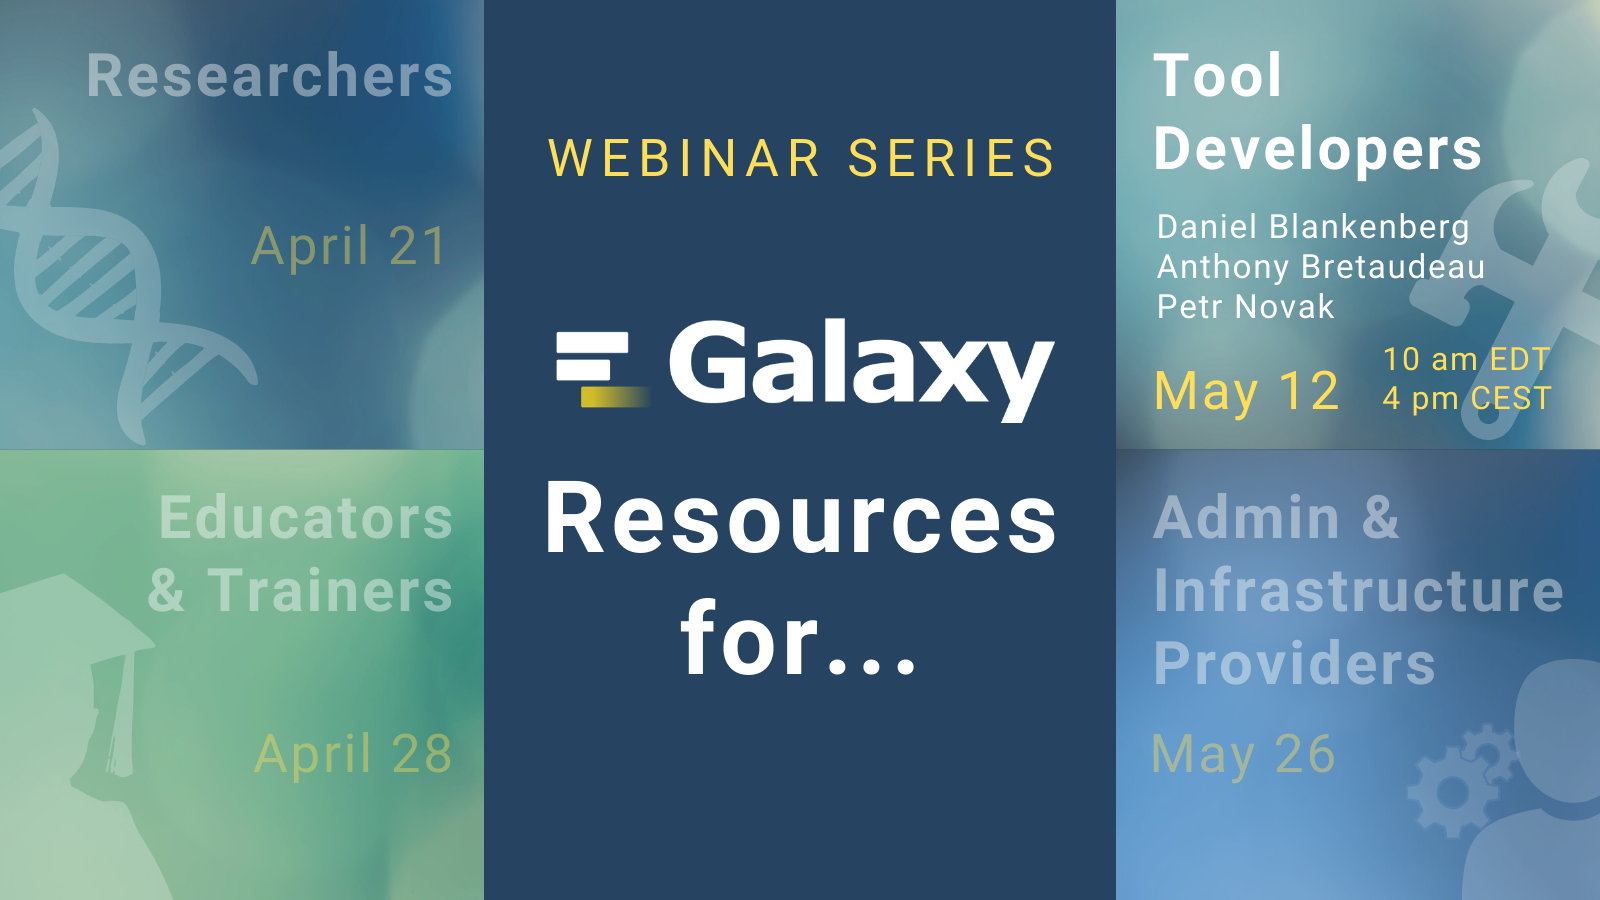 Researchers
April 21
Educators
& Trainers
April 28
WEBINAR SERIES
Galaxy
Resources
for...
Tool
Developers
Daniel Blankenberg
Anthony Bretaudeau
Petr Novak
May 12
10 am EDT
4 pm CEST
Admin &
Infrastructure
Providers
May 26